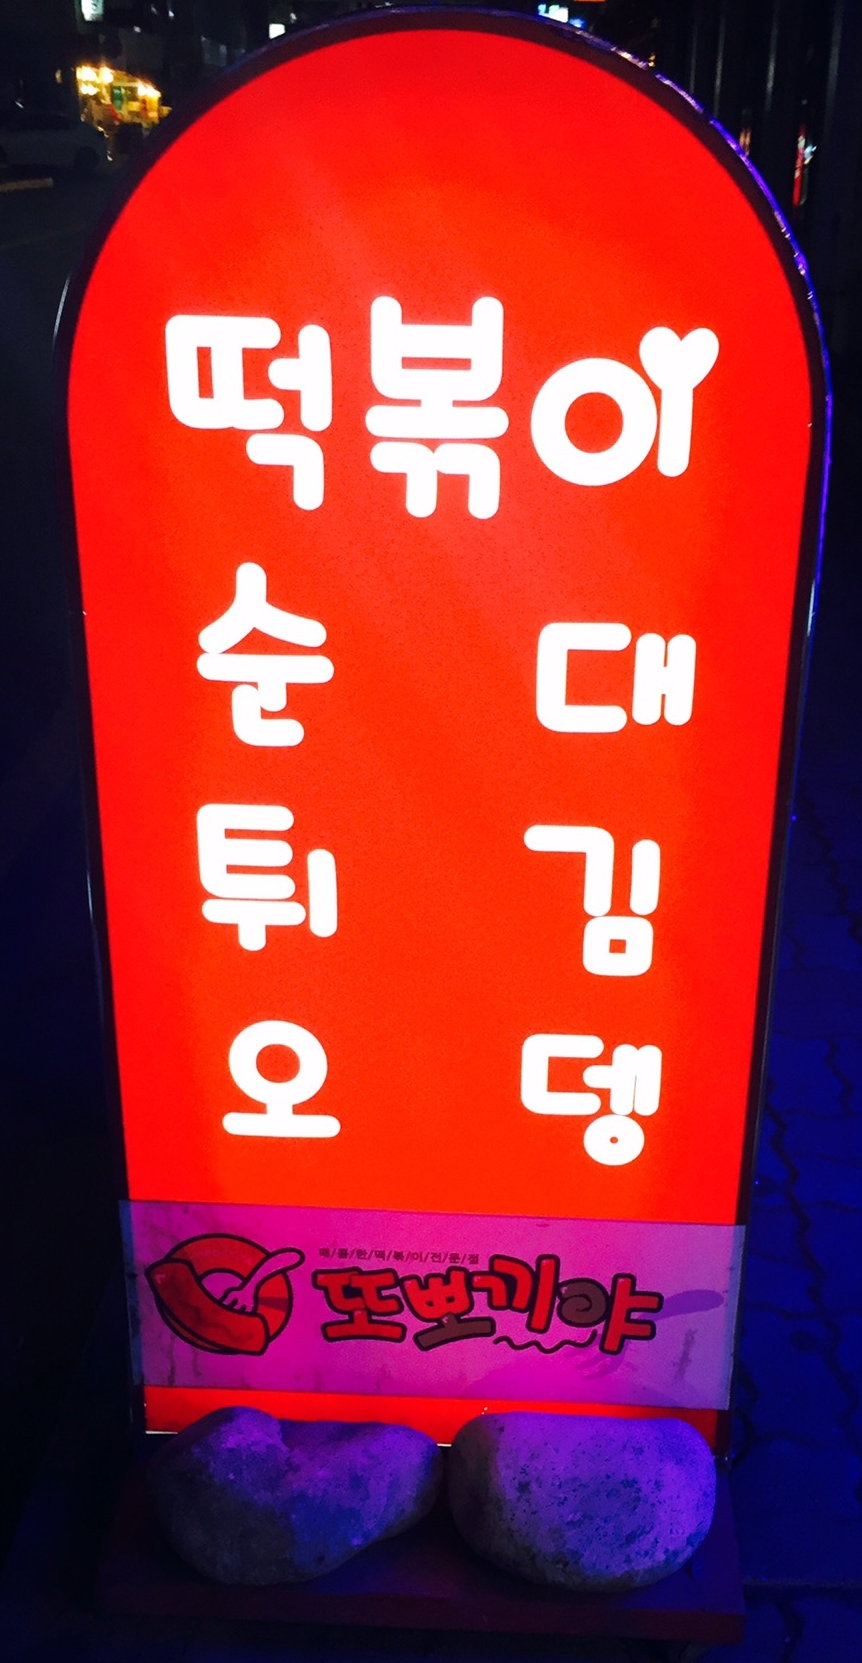 떡볶이
순 대
튀 김
오 뎅
매/콤/한/떡/볶/이/전/문/점
또뽀끼야